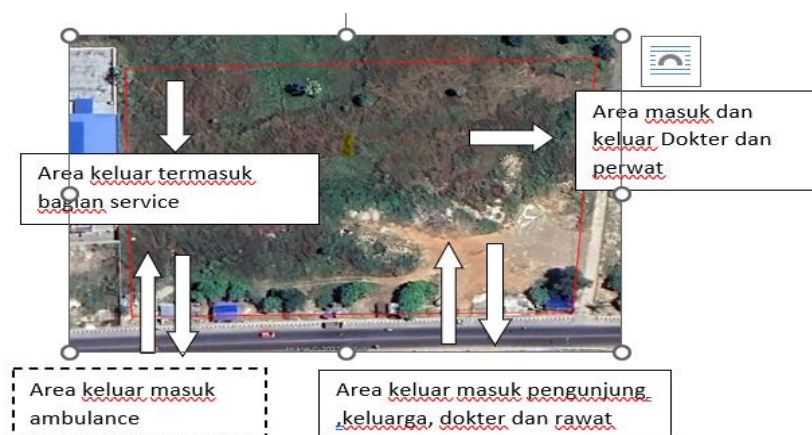 Area masuk dan
keluar Dokter dan
perwat
Area keluar termasuk
bagian service
Area keluar masuk
ambulance
Area keluar masuk pengunjung
,keluarga, dokter dan rawat